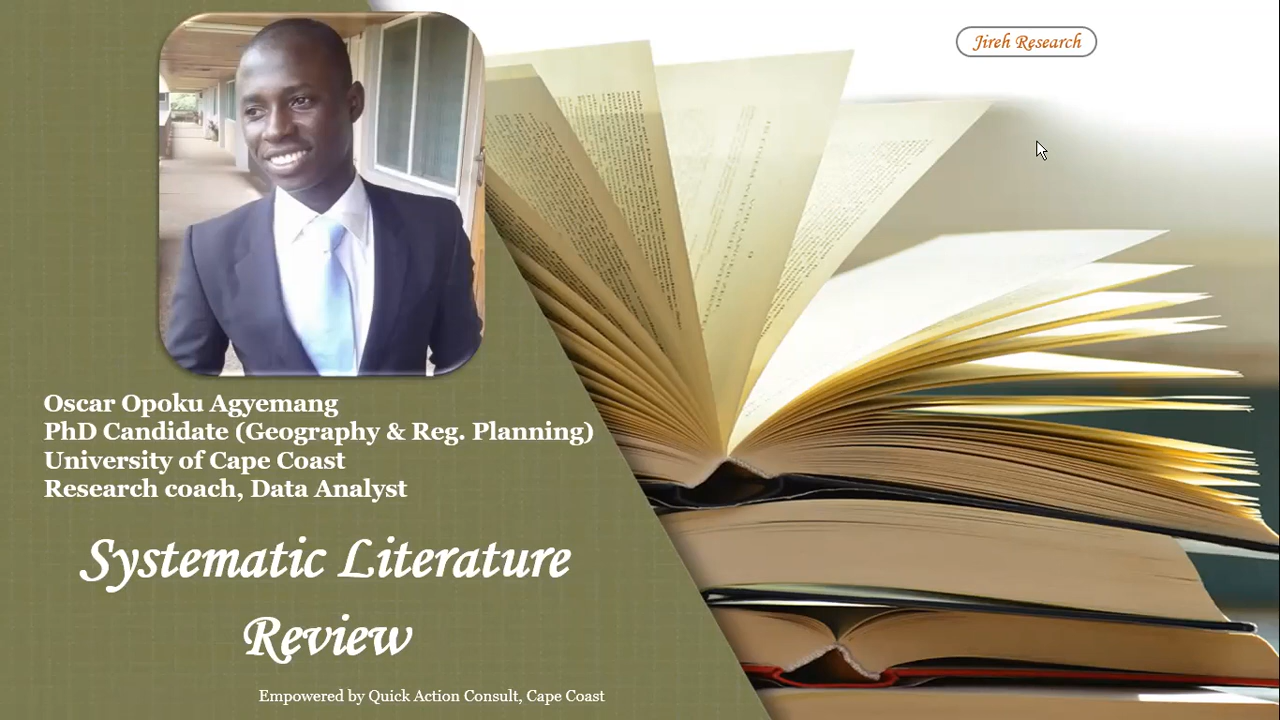 Jireh Research
Oscar Opoku Agyemang
PhD Candidate (Geography & Reg. Planning)
University of Cape Coast
Research coach, Data Analyst
Systematic Literature
Review
Empowered by Quick Action Consult, Cape Coast